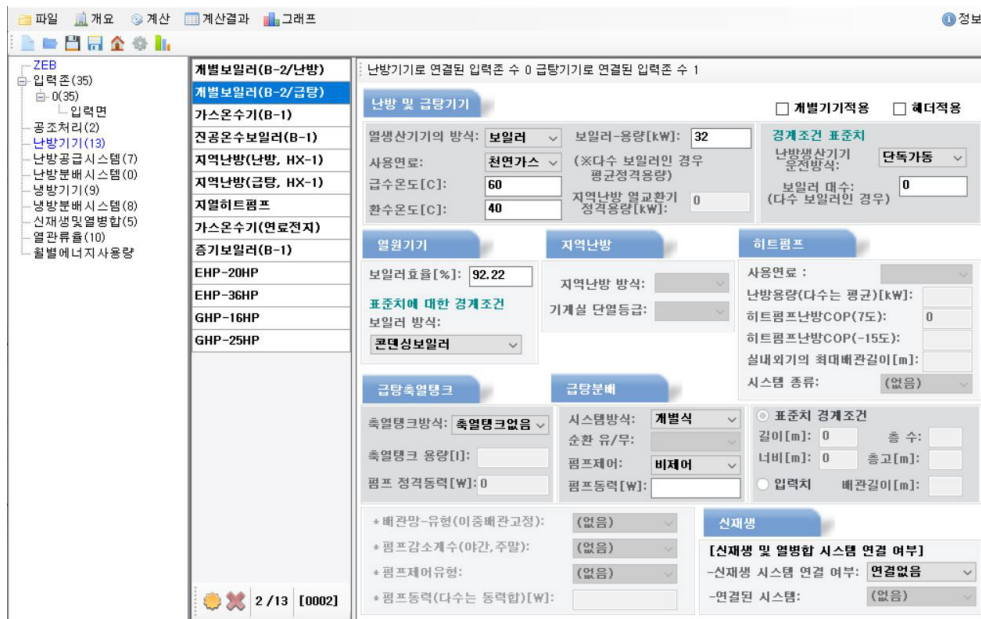 파일 개요 계산 계산결과 그래프 정보
ZEB
입력존(35)
0(35)
입력면
공조처리(2)
난방기기(13)
난방공급시스템(7)
난방분배시스템(0)
냉방기기(9)
냉방분배시스템(8)
신재생및열병합(5)
열관류율(10)
월별에너지사용량
개별보일러(B-2/난방)
개별보일러(B-2/급탕)
가스온수기(B-1)
진공온수보일러(B-1)
지역난방(난방, HX-1)
지역난방(급탕, HX-1)
지열히트펌프
가스온수기(연료전지)
증기보일러(B-1)
EHP-20HP
EHP-36HP
GHP-16HP
GHP-25HP
2 /13 [0002]
난방기기로 연결된 입력존 수 0 급탕기기로 연결된 입력존 수 1
난방 및 급탕기기
개별기기적용 헤더적용
열생산기기의 방식: 보일러
사용연료: 천연가스
급수온도[C]: 60
환수온도[C]: 40
보일러-용량[kW]: 32
(※다수 보일러인 경우
평균정격용량)
지역난방 열교환기
정격용량[kW]: 0
경계조건 표준치
난방생산기기
운전방식: 단독가동
보일러 대수: 0
(다수 보일러인 경우)
열원기기
보일러효율[%]: 92.22
표준치에 대한 경계조건
보일러 방식:
콘덴싱보일러
지역난방
지역난방 방식:
기계실 단열등급:
히트펌프
사용연료 :
난방용량(다수는 평균)[kW]:
히트펌프난방COP(7도): 0
히트펌프난방COP(-15도):
실내외기의 최대배관길이[m]:
시스템 종류: (없음)
급탕축열탱크
축열탱크방식: 축열탱크없음
축열탱크 용량[l]:
펌프 정격동력[W]: 0
급탕분배
시스템방식: 개별식
순환 유/무:
펌프제어: 비제어
펌프동력[W]:
표준치 경계조건
길이[m]: 0 층 수:
너비[m]: 0 층고[m]:
입력치 배관길이[m]:
*배관망-유형(이중배관고정): (없음)
*펌프감소계수(야간,주말): (없음)
*펌프제어유형: (없음)
*펌프동력(다수는 동력합)[W]:
신재생
[신재생 및 열병합 시스템 연결 여부]
-신재생 시스템 연결 여부: 연결없음
-연결된 시스템: (없음)